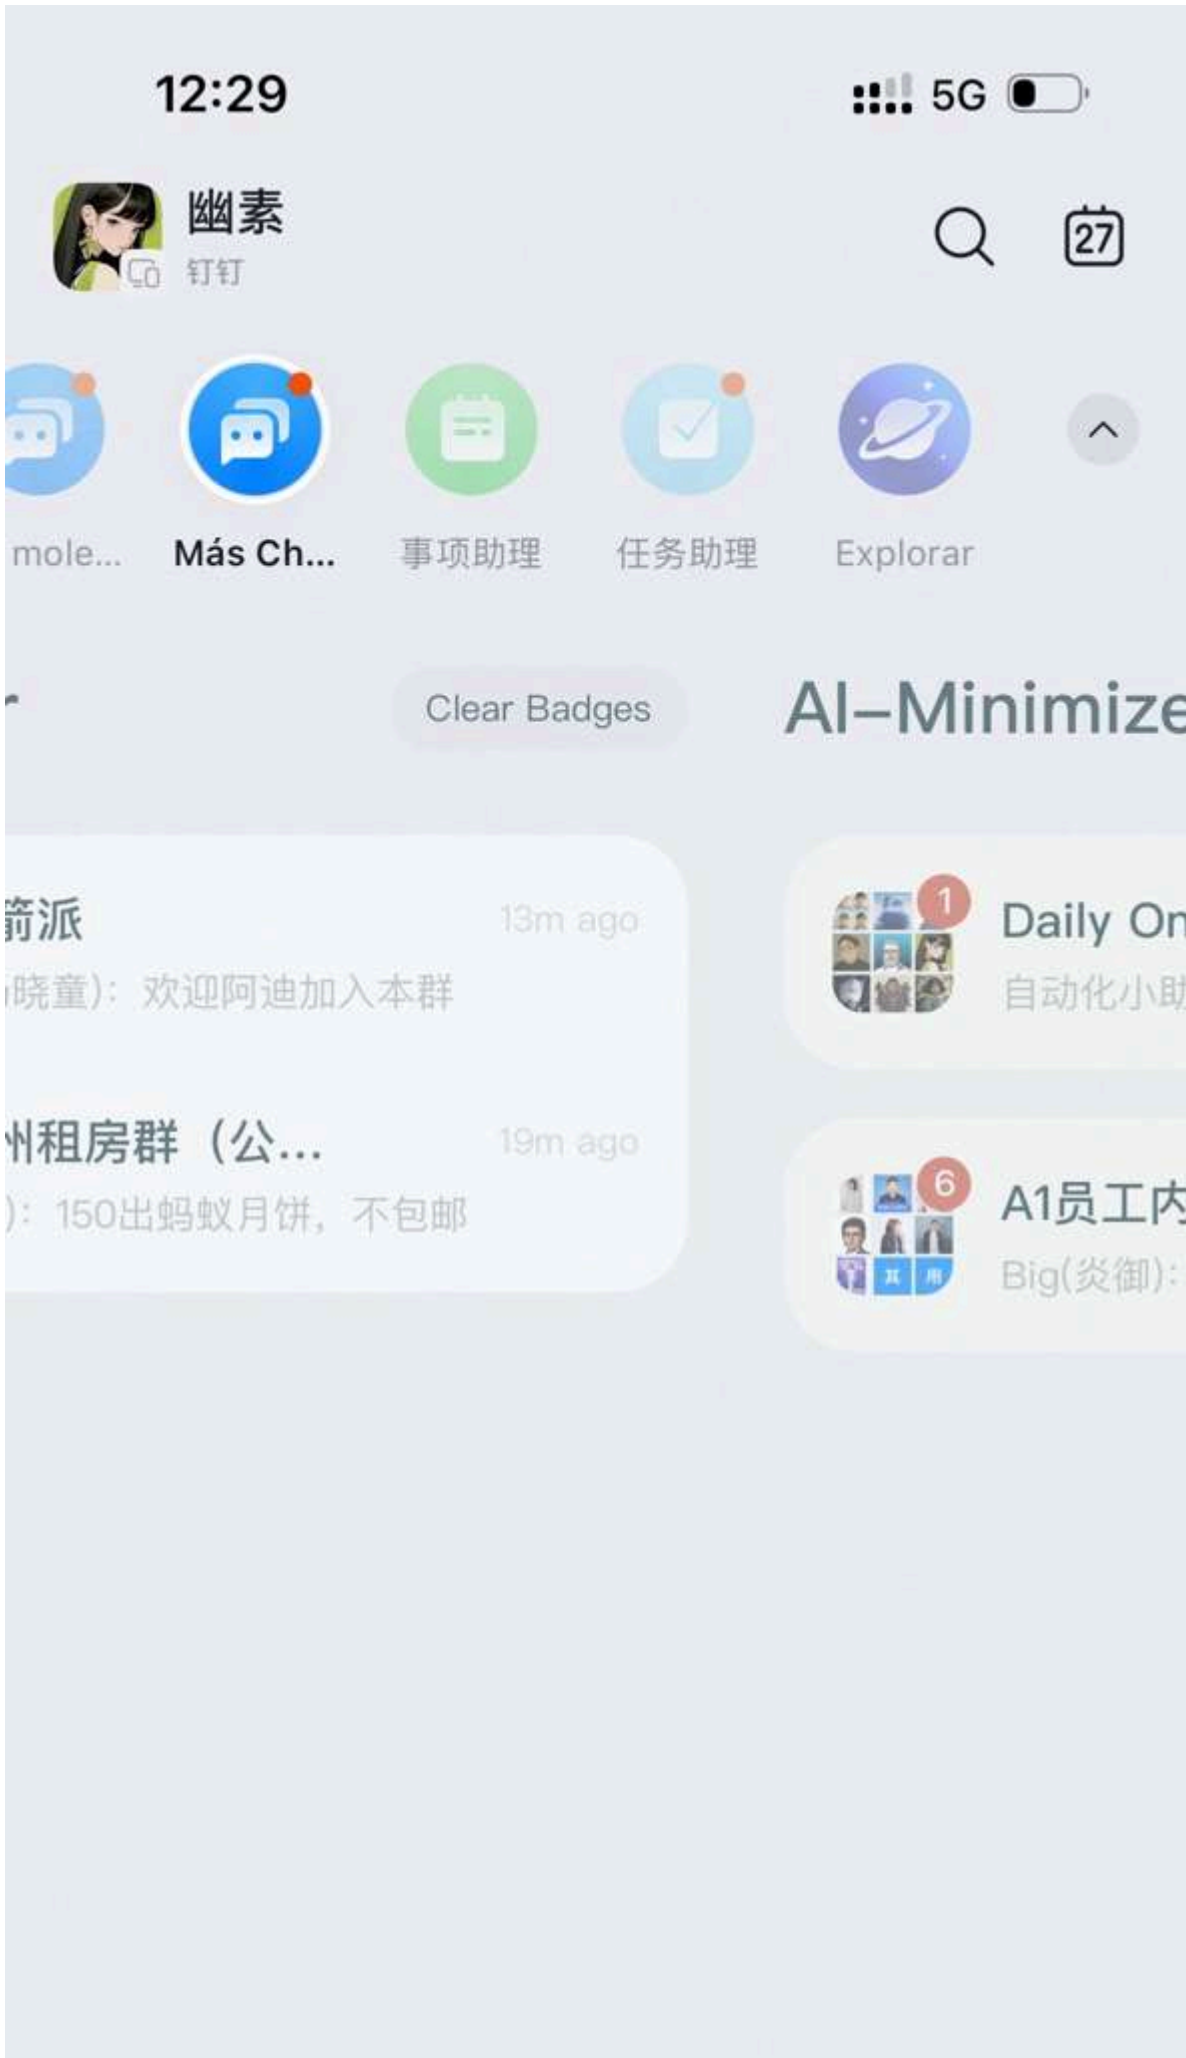 12:29
5G
幽素
钉钉
27
mole...
Más Ch...
事项助理
任务助理
Explorar
Clear Badges
AI-Minimize
箭派
13m ago
晓童): 欢迎阿迪加入本群
州租房群（公...
19m ago
): 150出蚂蚁月饼, 不包邮
1
Daily On
自动化小助
6
A1员工内
Big(炎御):
其 用